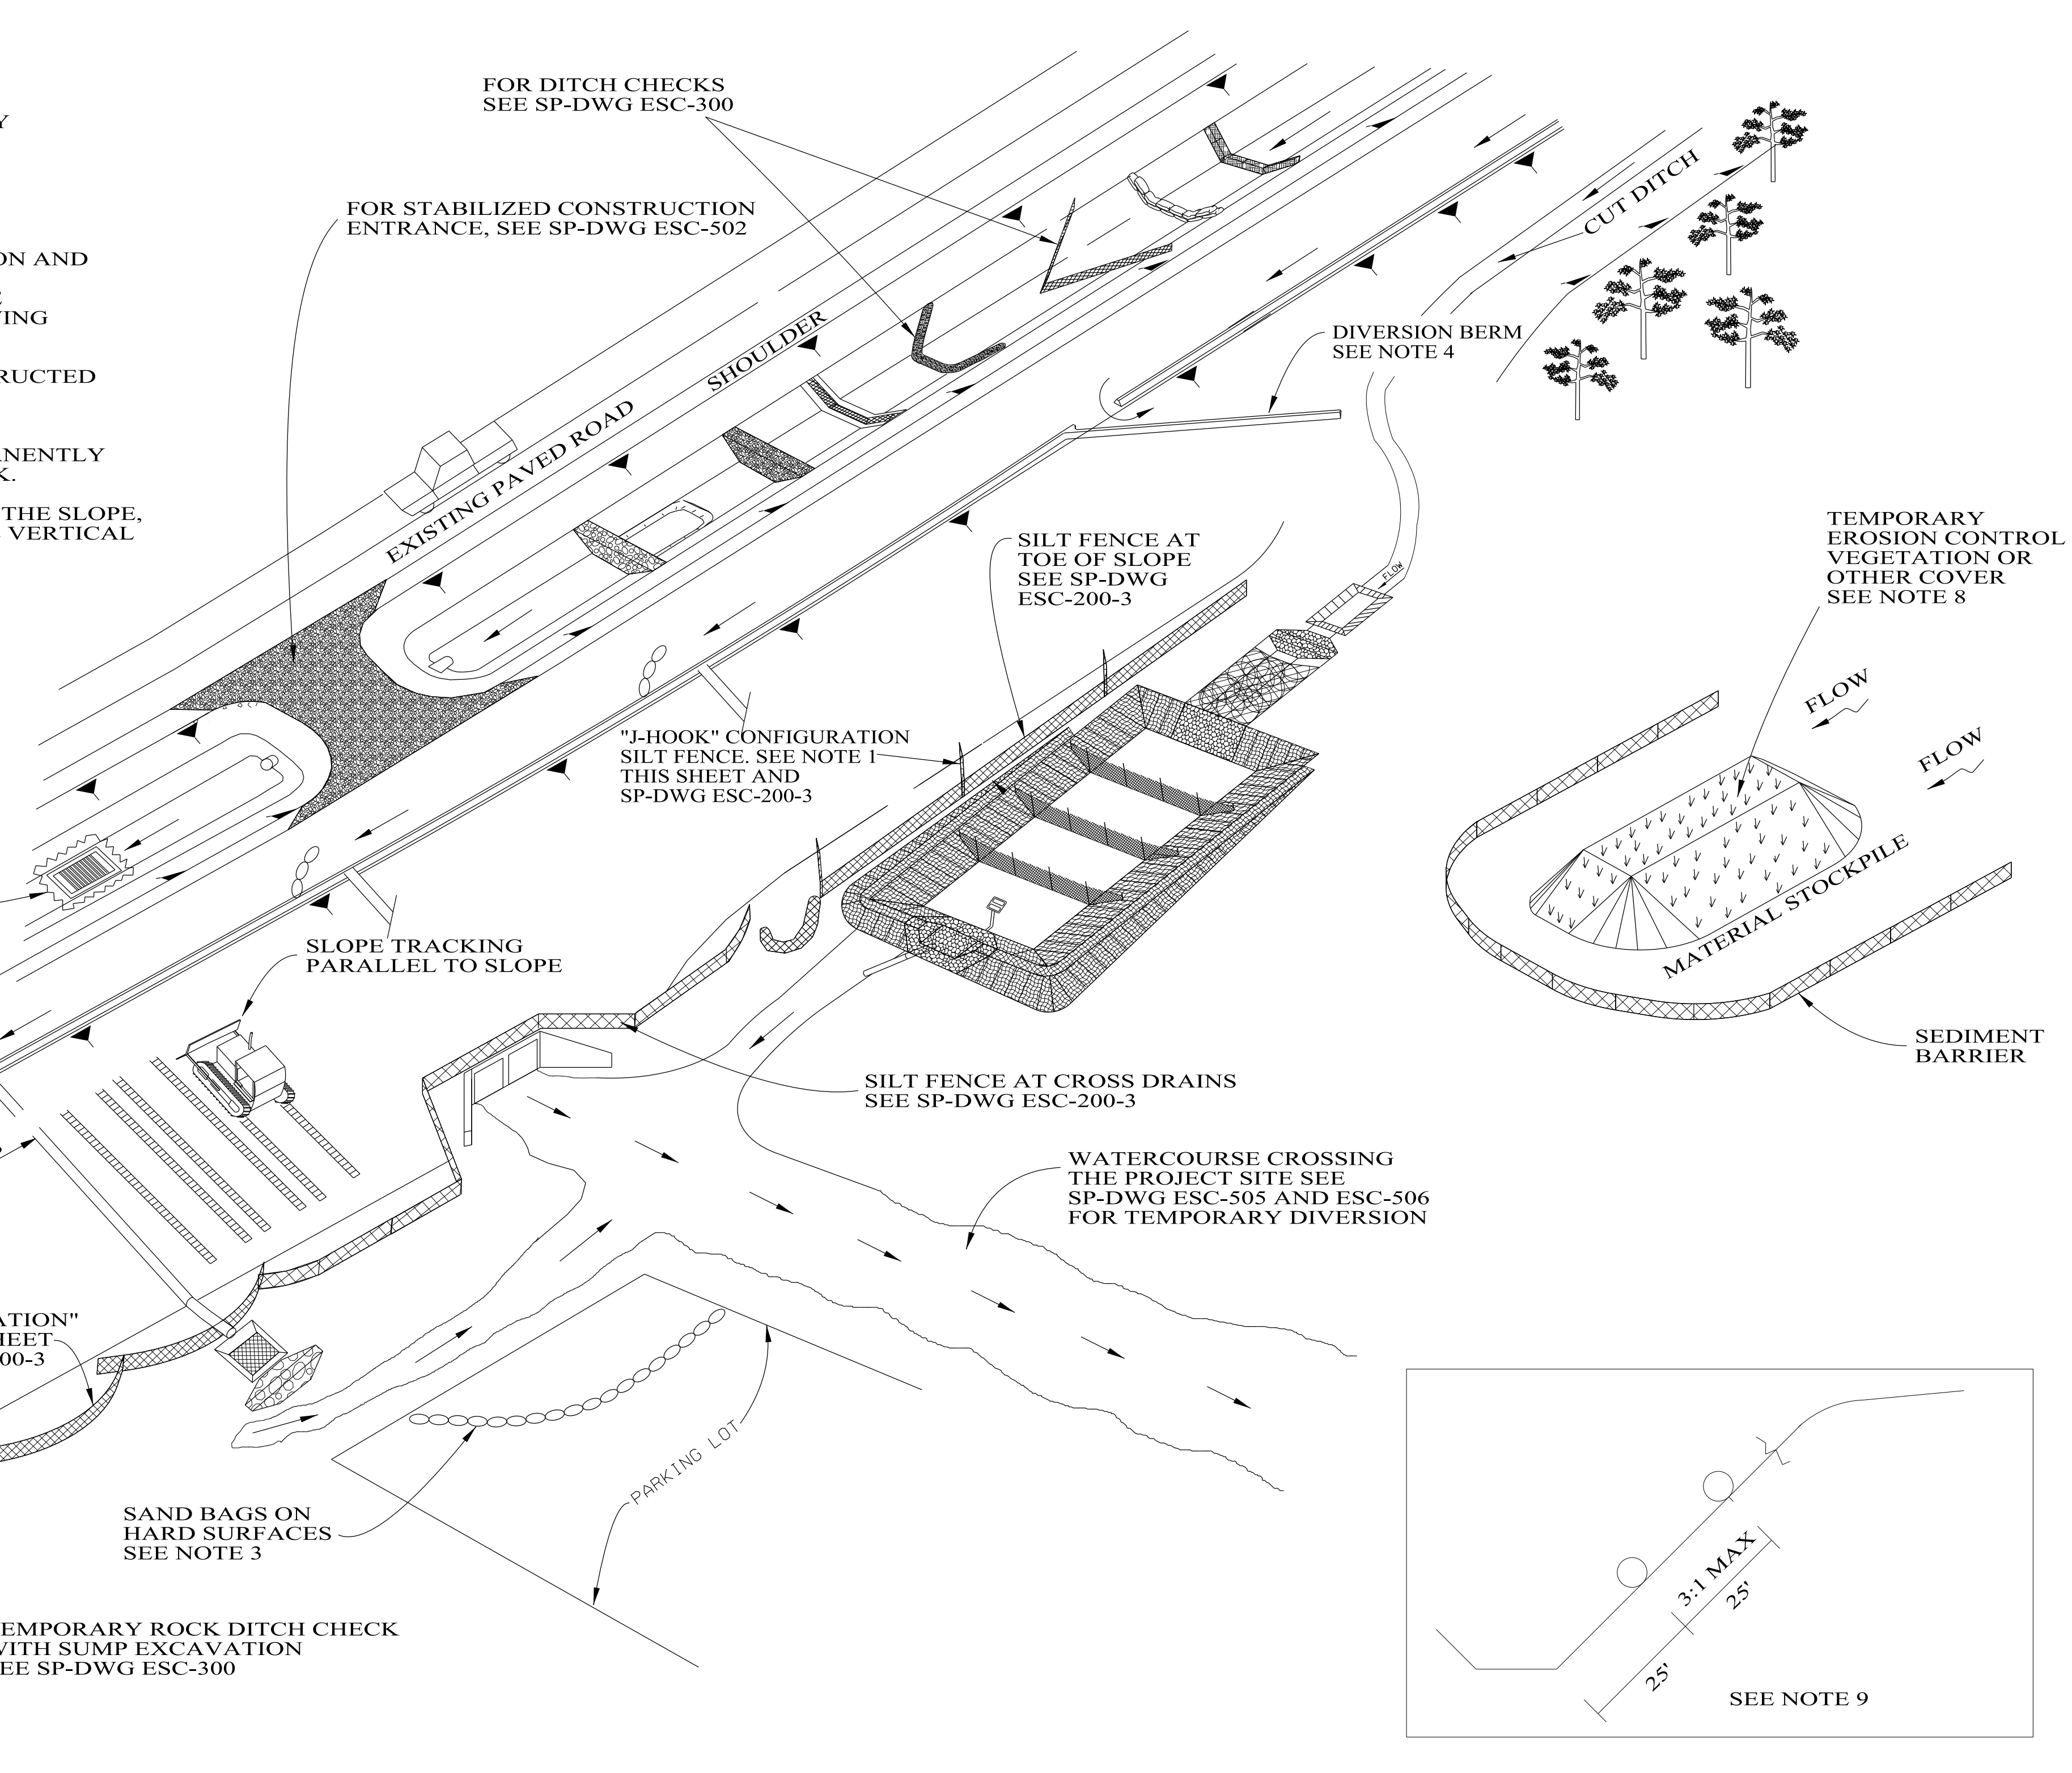 FOR DITCH CHECKS
SEE SP-DWG ESC-300
FOR STABILIZED CONSTRUCTION
ENTRANCE, SEE SP-DWG ESC-502
Y
ON AND
VING
RUCTED
NENTLY
K.
THE SLOPE,
VERTICAL
EXISTING PAVED ROAD
SHOULDER
CUT DITCH
DIVERSION BERM
SEE NOTE 4
SILT FENCE AT
TOE OF SLOPE
SEE SP-DWG
ESC-200-3
FLOW
TEMPORARY
EROSION CONTROL
VEGETATION OR
OTHER COVER
SEE NOTE 8
FLOW
FLOW
"J-HOOK" CONFIGURATION
SILT FENCE. SEE NOTE 1
THIS SHEET AND
SP-DWG ESC-200-3
MATERIAL STOCKPILE
SLOPE TRACKING
PARALLEL TO SLOPE
SEDIMENT
BARRIER
SILT FENCE AT CROSS DRAINS
SEE SP-DWG ESC-200-3
WATERCOURSE CROSSING
THE PROJECT SITE SEE
SP-DWG ESC-505 AND ESC-506
FOR TEMPORARY DIVERSION
ATION"
HEET
00-3
PARKING LOT
SAND BAGS ON
HARD SURFACES
SEE NOTE 3
EMPORARY ROCK DITCH CHECK
WITH SUMP EXCAVATION
EE SP-DWG ESC-300
3:1 MAX
25'
25'
SEE NOTE 9